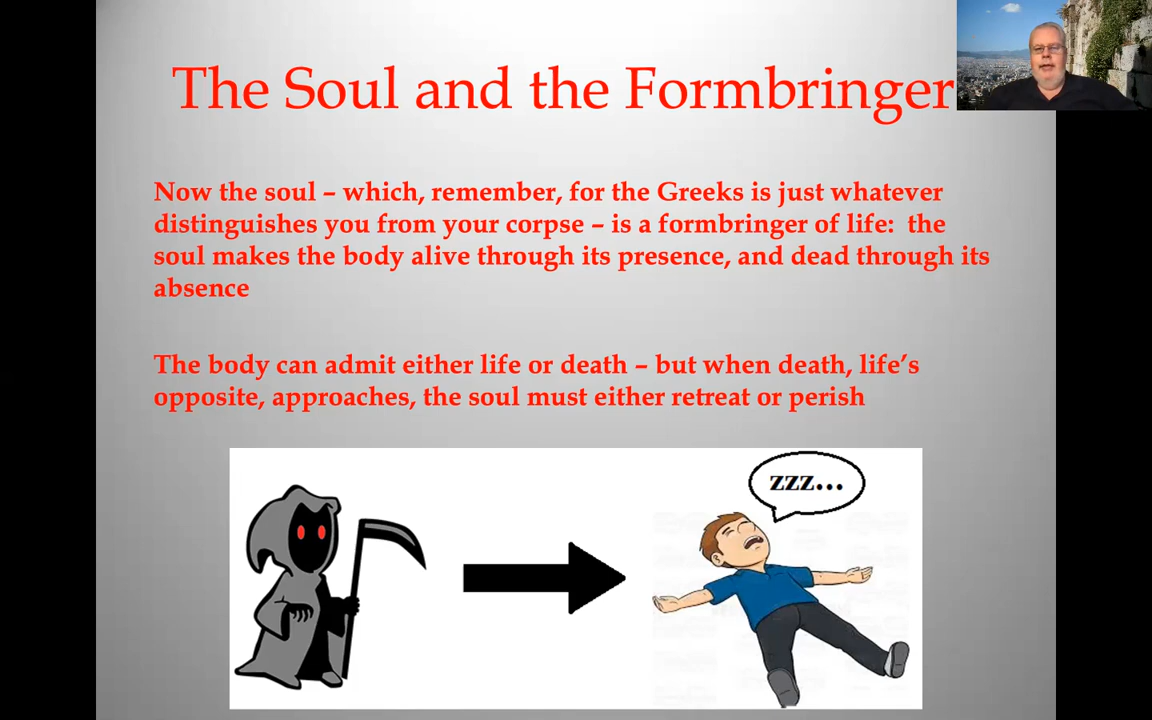 The Soul and the Formbringer
Now the soul – which, remember, for the Greeks is just whatever
distinguishes you from your corpse – is a formbringer of life:  the
soul makes the body alive through its presence, and dead through its
absence
The body can admit either life or death – but when death, life’s
opposite, approaches, the soul must either retreat or perish
zzz...